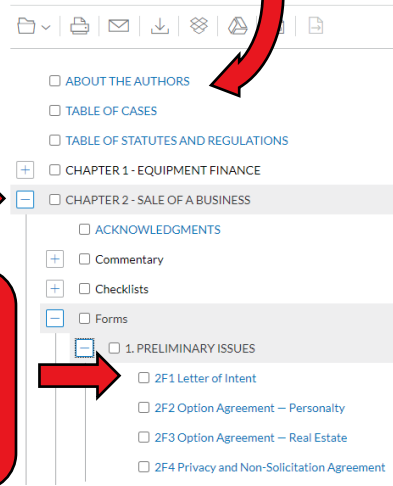 ABOUT THE AUTHORS
TABLE OF CASES
TABLE OF STATUTES AND REGULATIONS
CHAPTER 1 - EQUIPMENT FINANCE
CHAPTER 2 - SALE OF A BUSINESS
ACKNOWLEDGMENTS
Commentary
Checklists
Forms
1. PRELIMINARY ISSUES
2F1 Letter of Intent
2F2 Option Agreement — Personalty
2F3 Option Agreement — Real Estate
2F4 Privacy and Non-Solicitation Agreement